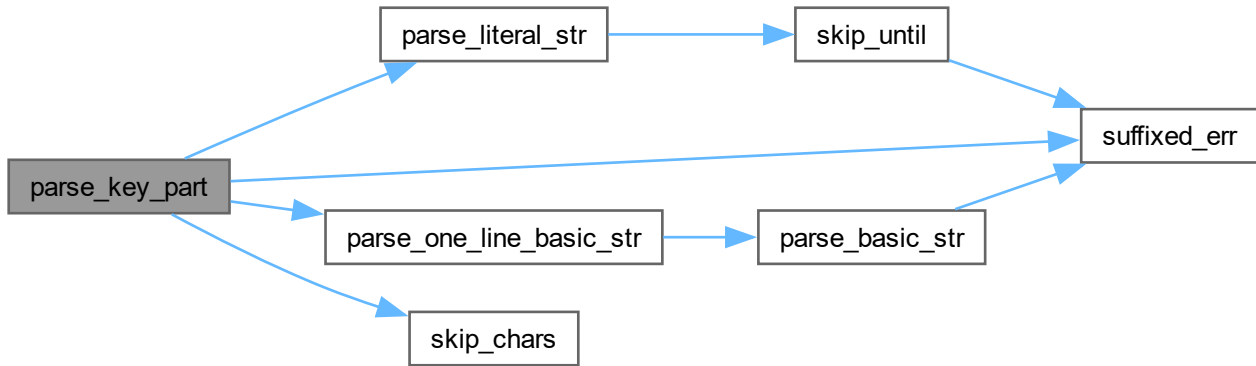 parse_literal_str
skip_until
suffixed_err
parse_key_part
parse_one_line_basic_str
parse_basic_str
skip_chars